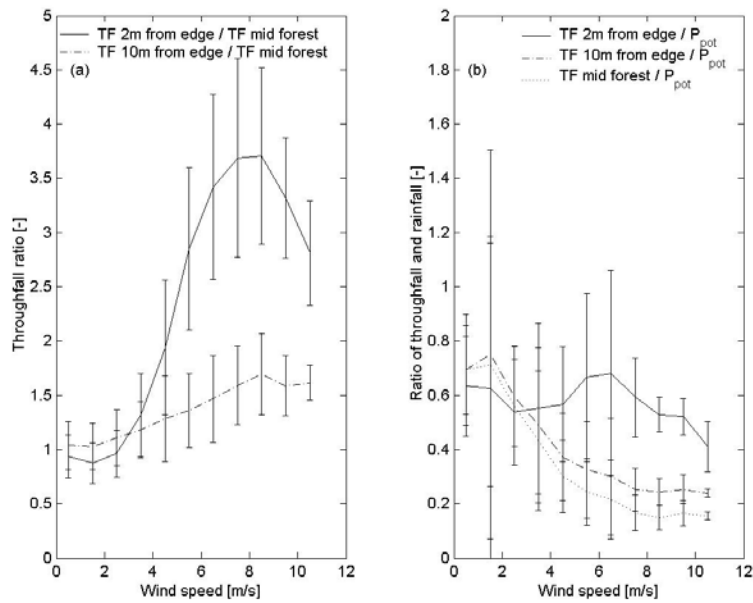 5
4.5
4
3.5
3
2.5
2
1.5
1
0.5
0
Throughfall ratio [-]
TF 2m from edge / TF mid forest
TF 10m from edge / TF mid forest
(a)
0 2 4 6 8 10 12
Wind speed [m/s]
2
1.8
1.6
1.4
1.2
1
0.8
0.6
0.4
0.2
0
Ratio of throughfall and rainfall [-]
TF 2m from edge / P_pot
TF 10m from edge / P_pot
TF mid forest / P_pot
(b)
0 2 4 6 8 10 12
Wind speed [m/s]